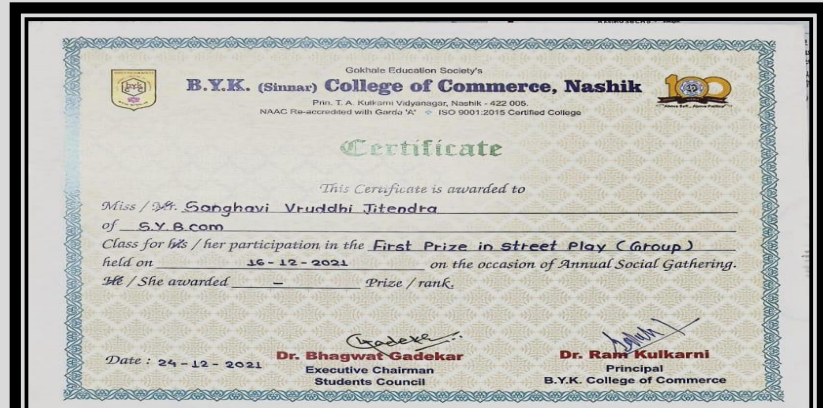 Gokhale Education Society's
B.Y.K. (Sinnar) College of Commerce, Nashik
Prin. T. A. Kulkarni Vidyanagar, Nashik - 422 005.
NAAC Re-accredited with Garda 'A' ISO 9001:2015 Certified College
100
Certificate
This Certificate is awarded to
Miss / Mr. Sanghavi Vruddhi Jitendra
of S.Y.B.com
Class for his / her participation in the First Prize in Street Play (Group)
held on 16-12-2021 on the occasion of Annual Social Gathering.
He / She awarded - Prize / rank.
Date : 24-12-2021
Dr. Bhagwat Gadekar
Executive Chairman
Students Council
Dr. Ram Kulkarni
Principal
B.Y.K. College of Commerce